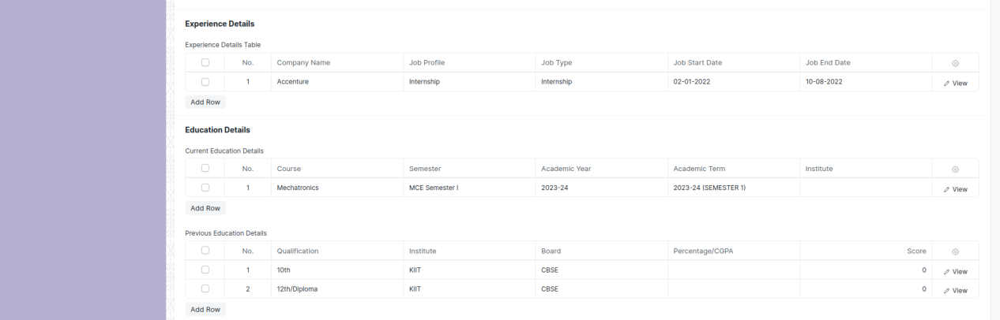 Experience Details
Experience Details Table
No. Company Name Job Profile Job Type Job Start Date Job End Date
1 Accenture Internship Internship 02-01-2022 10-08-2022 View
Add Row
Education Details
Current Education Details
No. Course Semester Academic Year Academic Term Institute
1 Mechatronics MCE Semester I 2023-24 2023-24 (SEMESTER 1) View
Add Row
Previous Education Details
No. Qualification Institute Board Percentage/CGPA Score
1 10th KIIT CBSE 0 View
2 12th/Diploma KIIT CBSE 0 View
Add Row